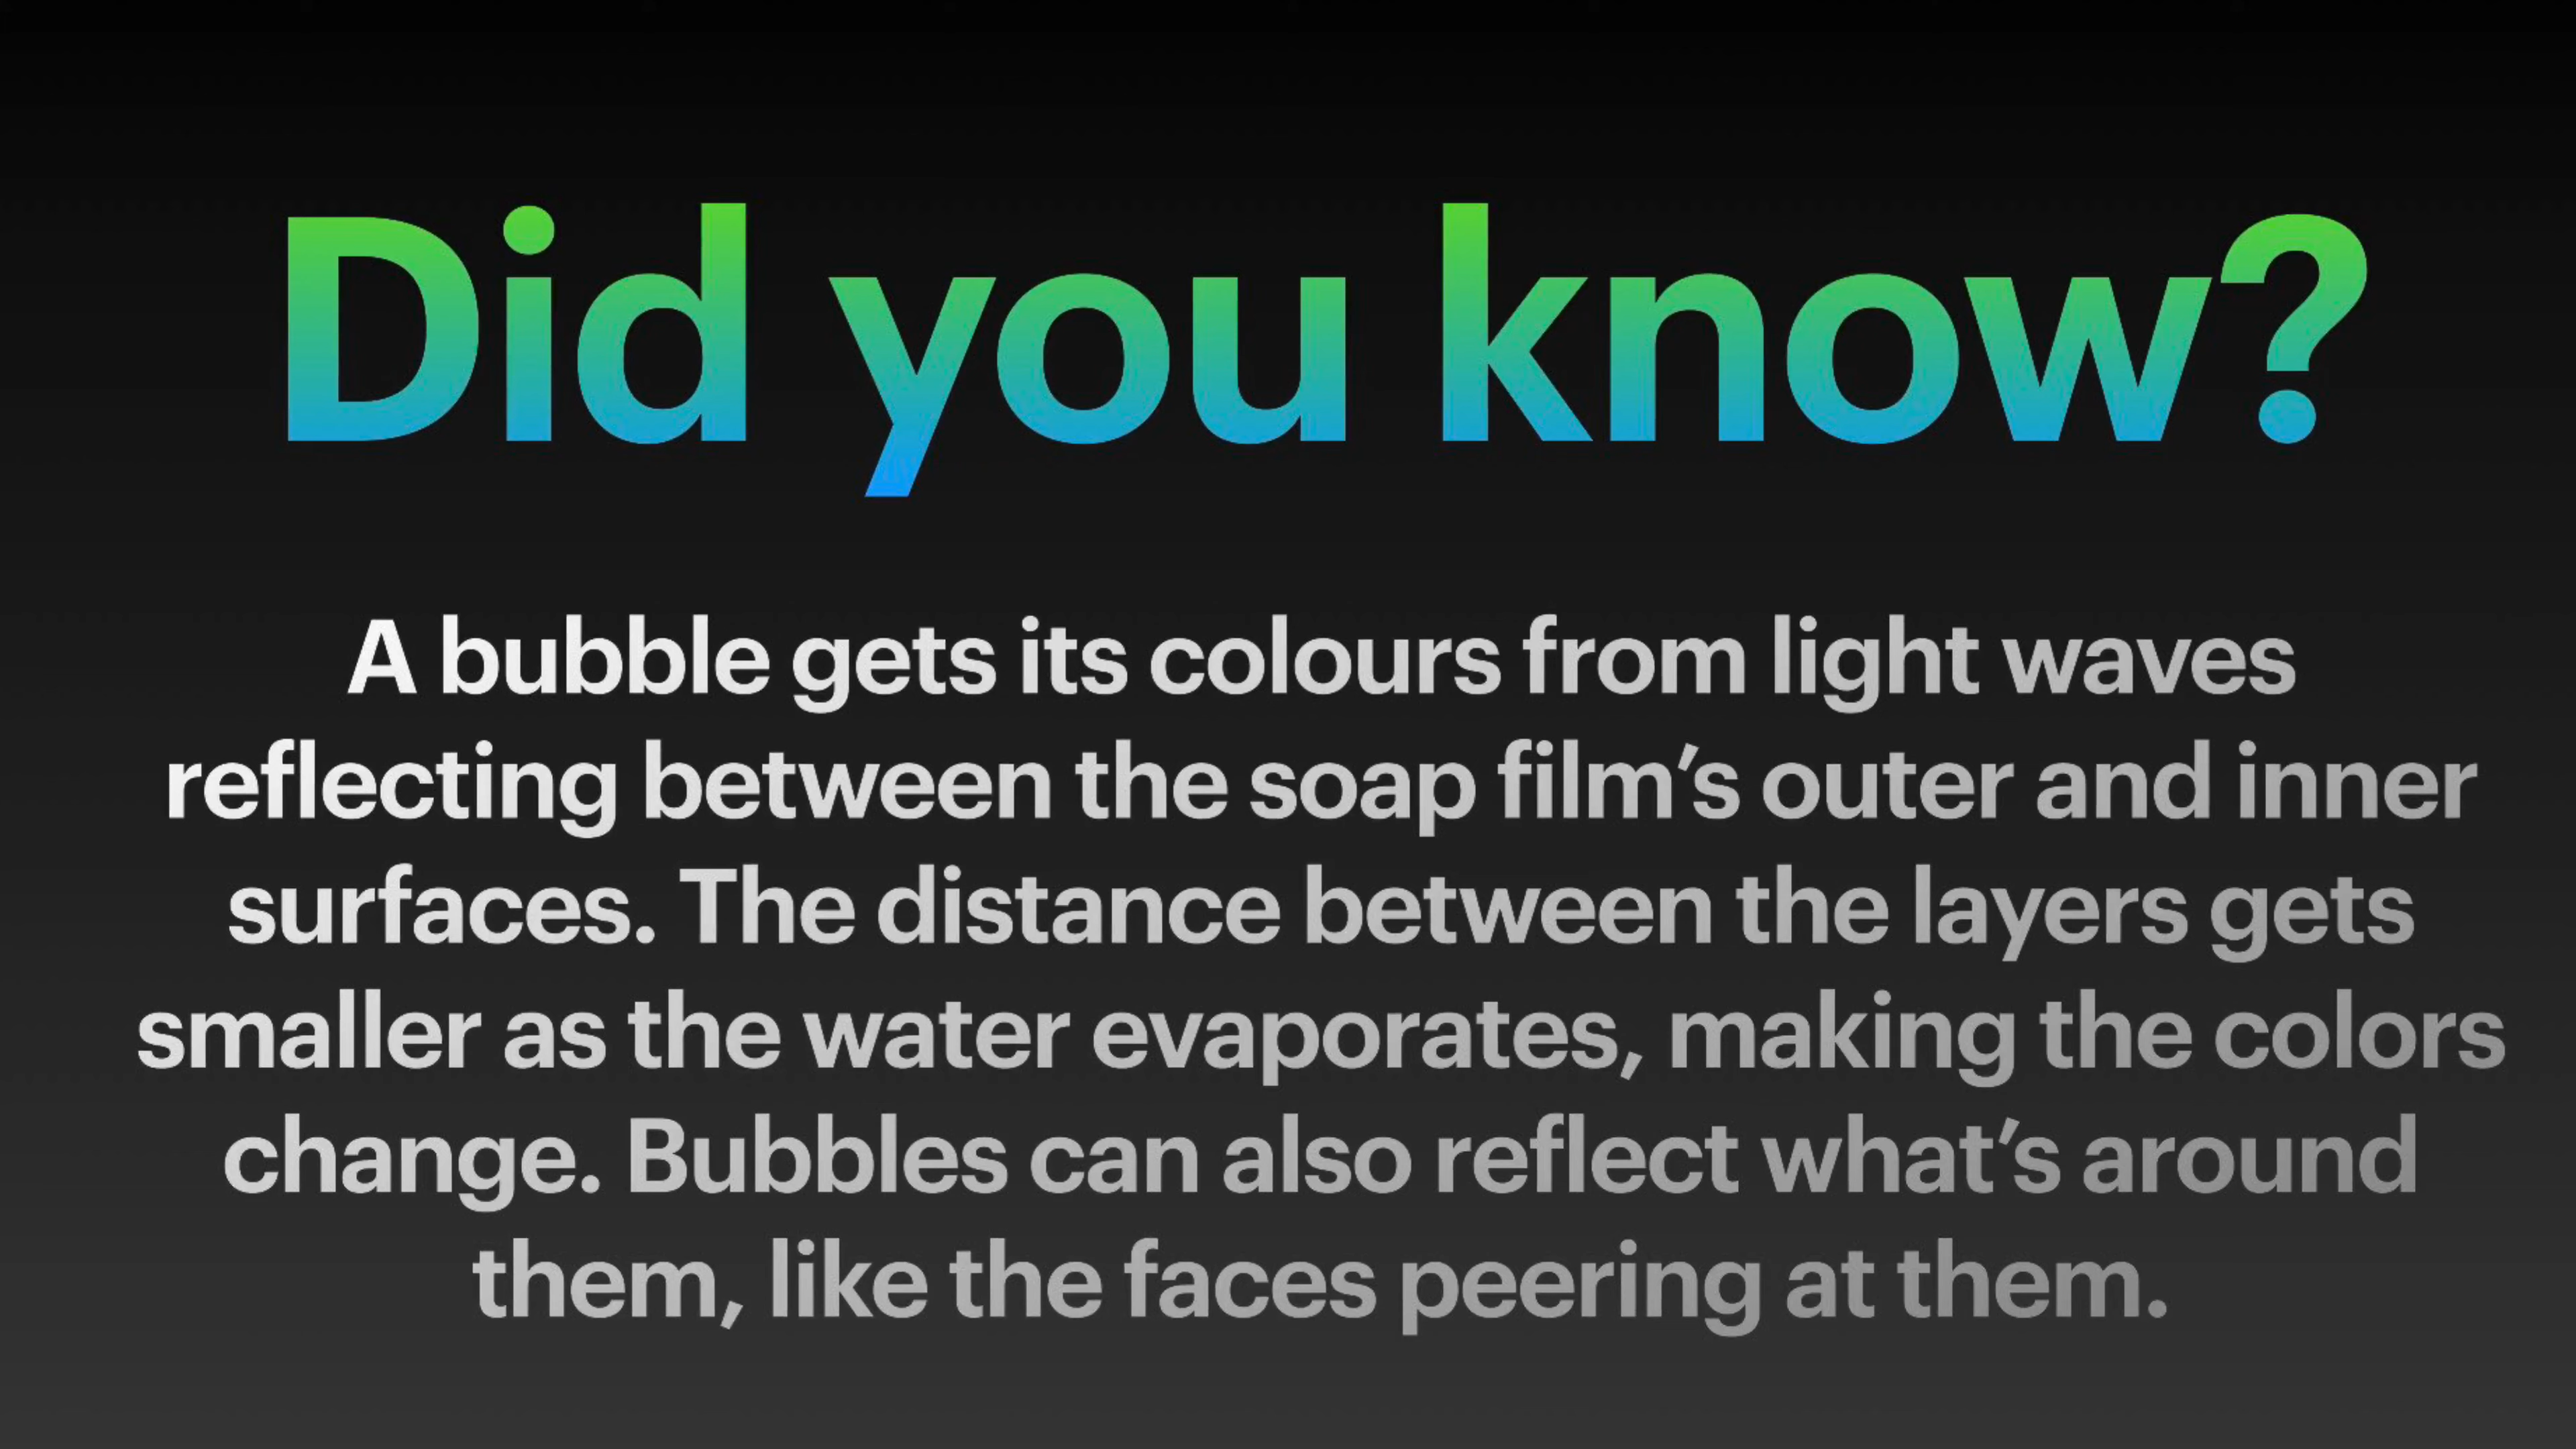 Did you know?
A bubble gets its colours from light waves
reflecting between the soap film’s outer and inner
surfaces. The distance between the layers gets
smaller as the water evaporates, making the colors
change. Bubbles can also reflect what’s around
them, like the faces peering at them.